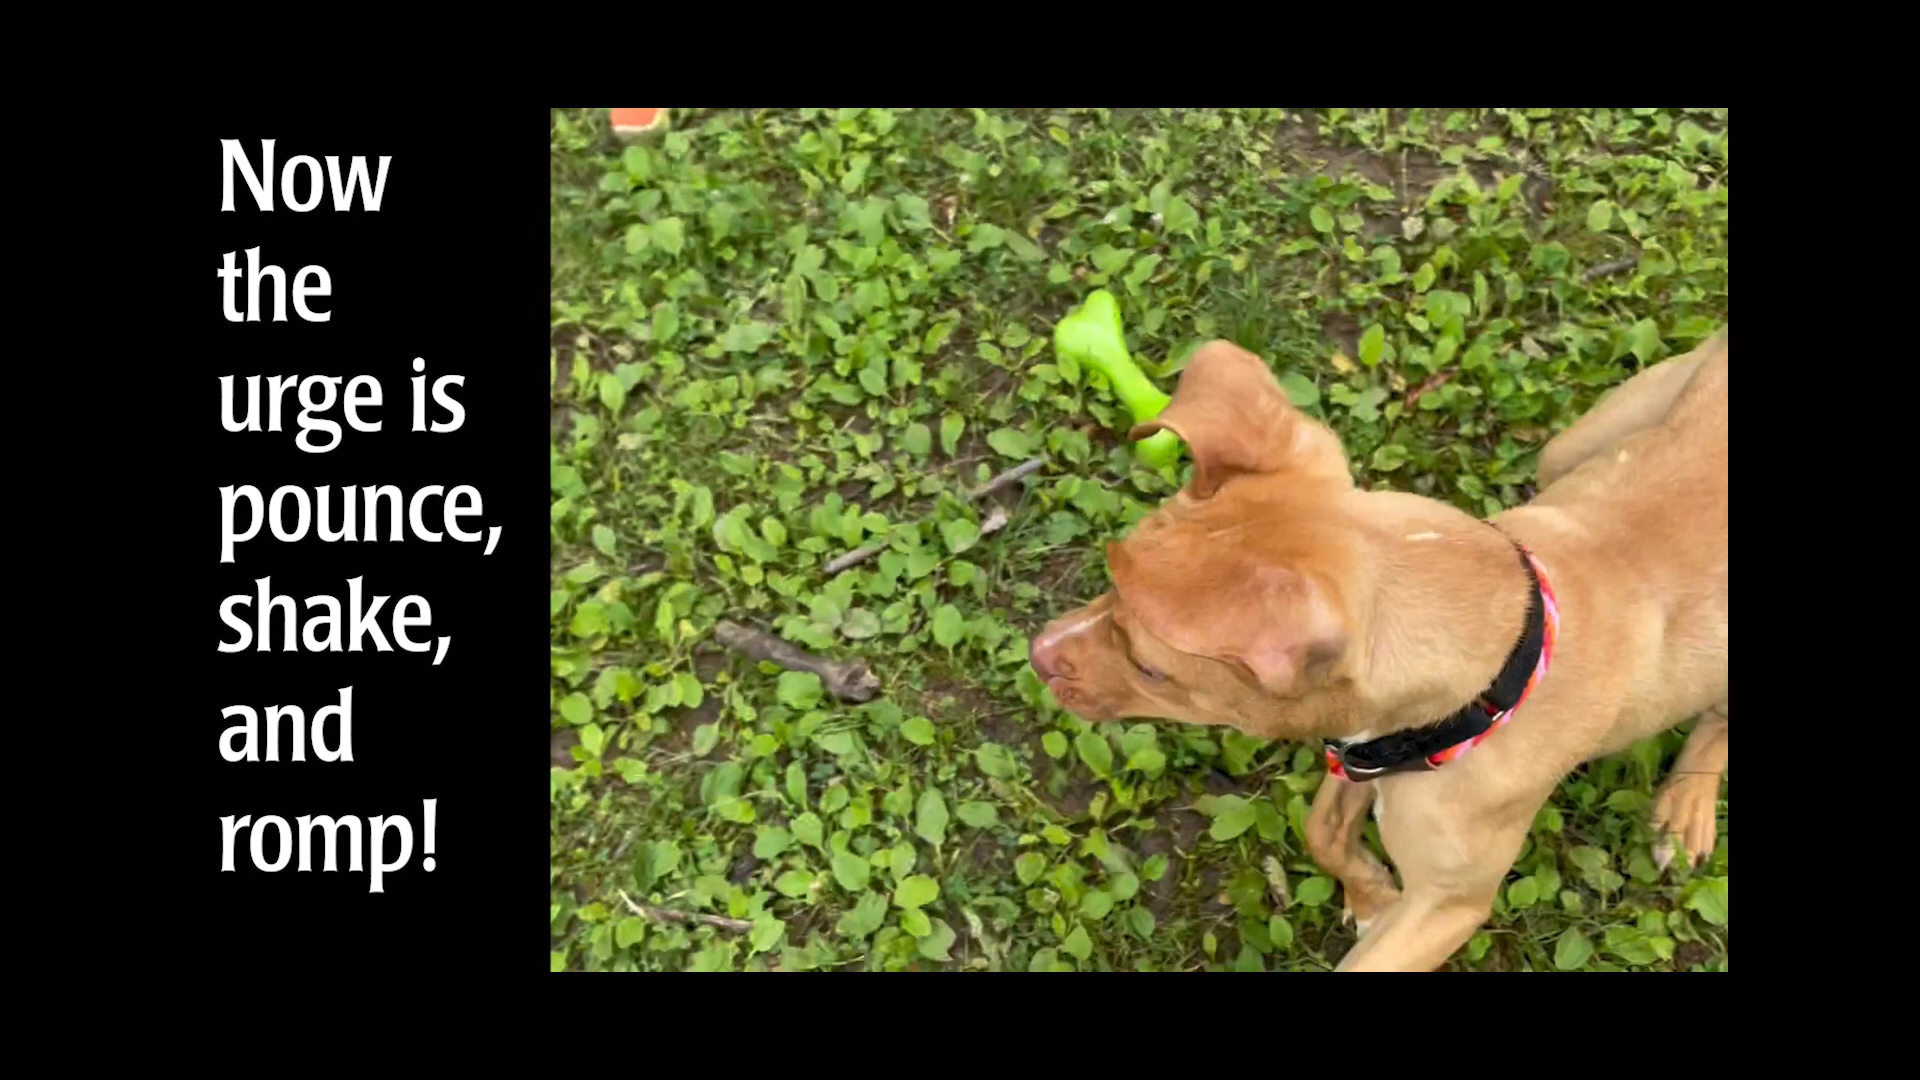 Now
the
urge is
pounce,
shake,
and
romp!